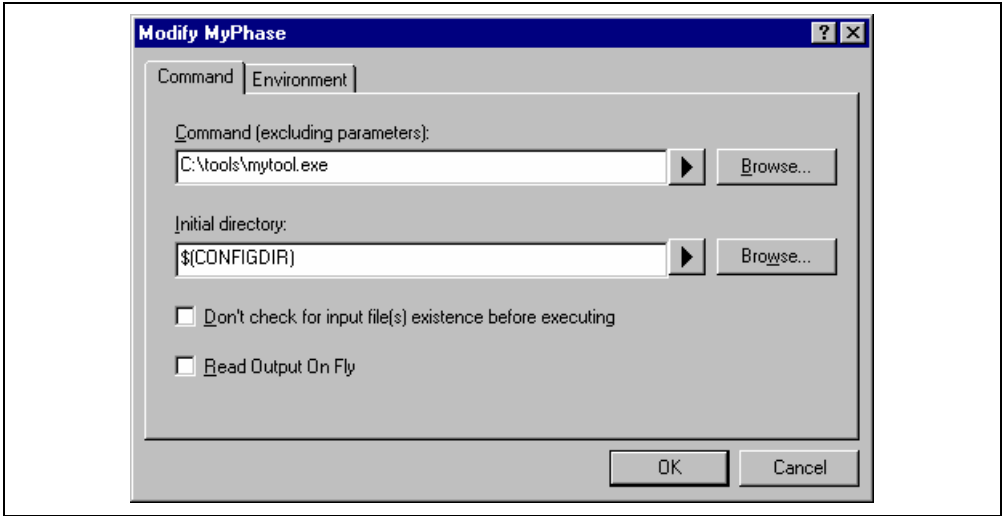 Modify MyPhase
Command Environment
Command (excluding parameters):
C:\tools\mytool.exe Browse...
Initial directory:
$(CONFIGDIR) Browse...
Don't check for input file(s) existence before executing
Read Output On Fly
OK Cancel